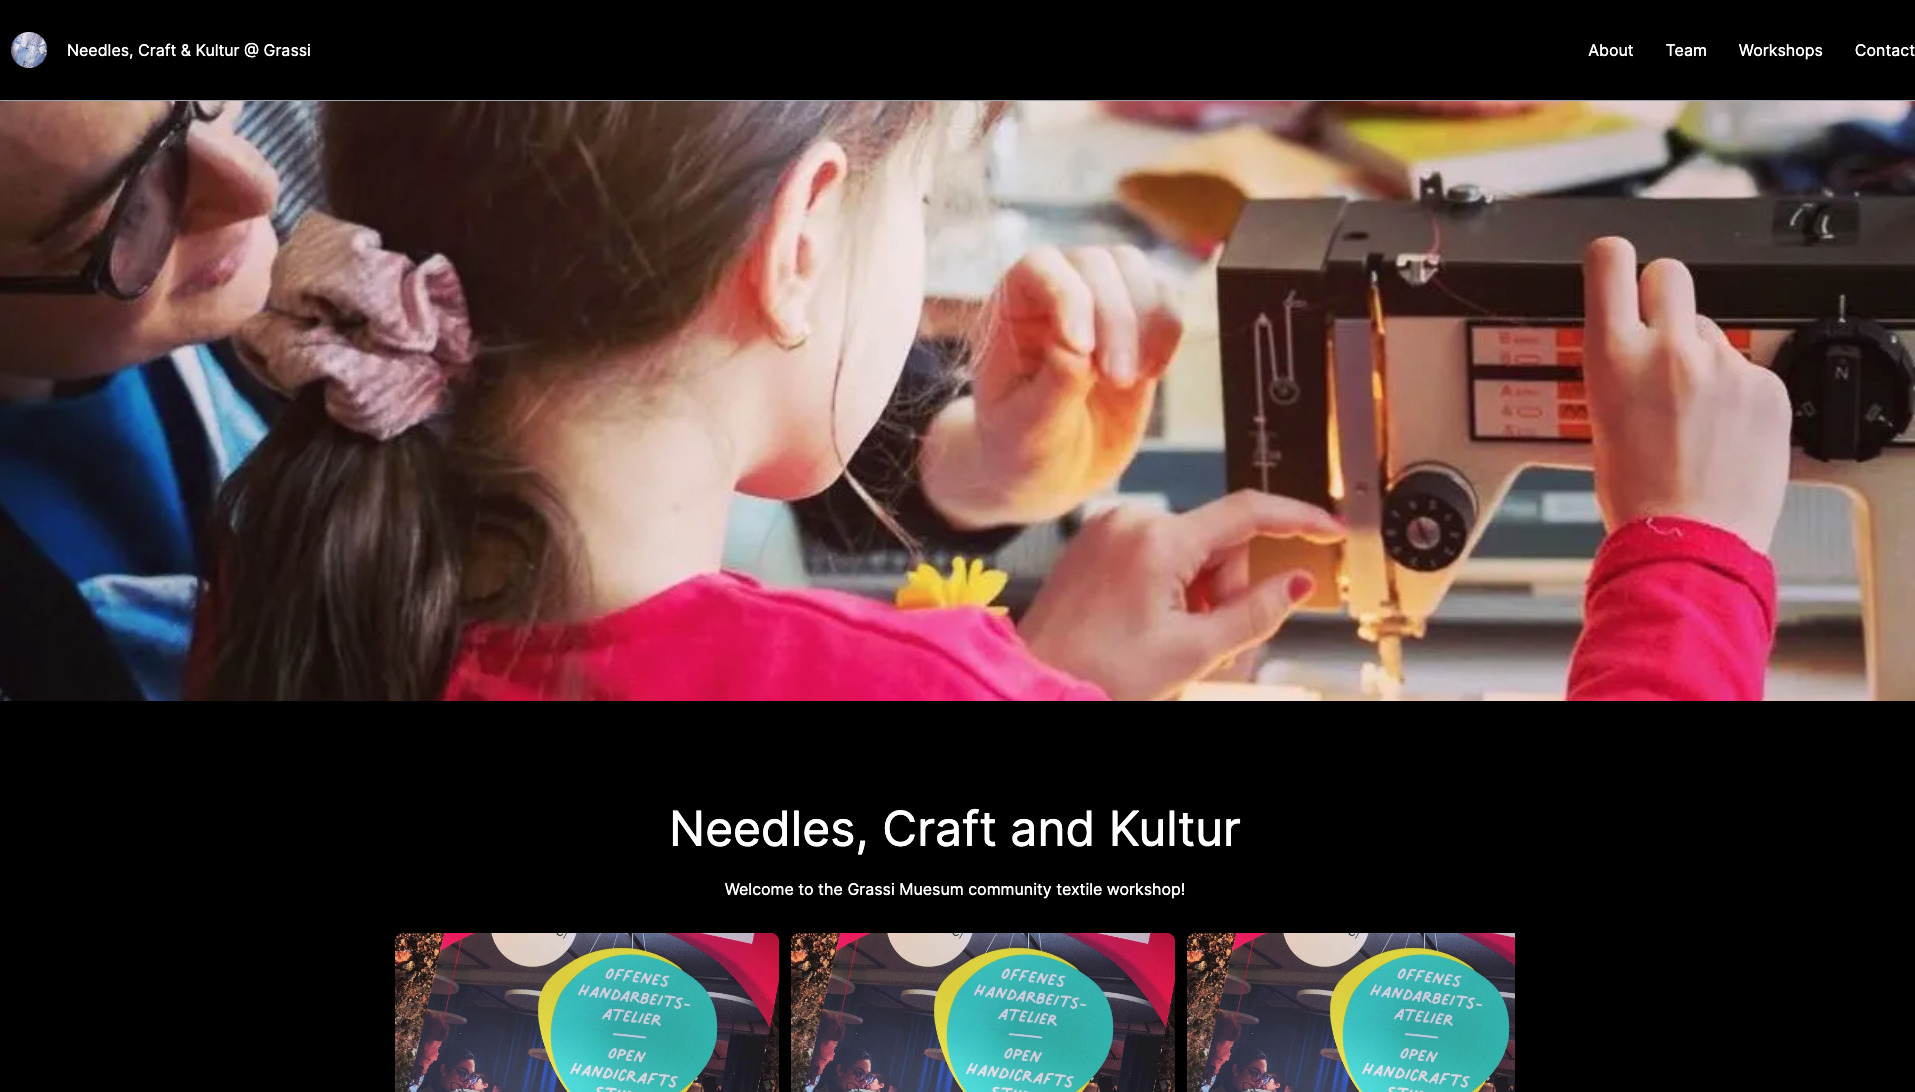 Needles, Craft & Kultur @ Grassi
About Team Workshops Contact
N
Needles, Craft and Kultur
Welcome to the Grassi Muesum community textile workshop!
OFFENES
HANDARBEITS-
ATELIER
OPEN
HANDICRAFTS
OFFENES
HANDARBEITS-
ATELIER
OPEN
HANDICRAFTS
OFFENES
HANDARBEITS-
ATELIER
OPEN
HANDICRAFTS